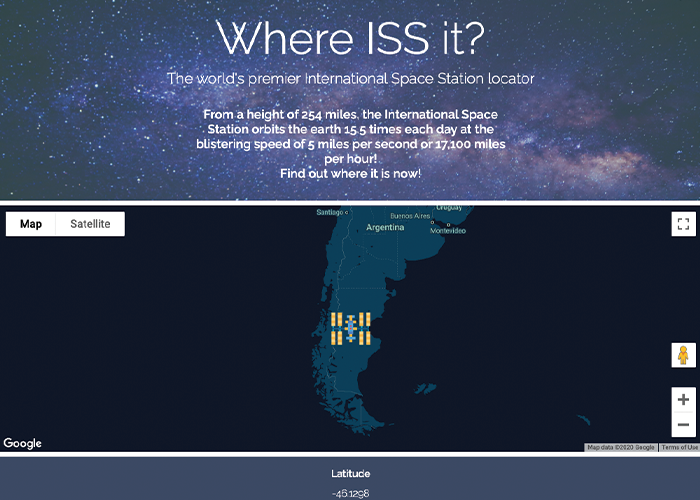 Where ISS it?
The world's premier International Space Station locator
From a height of 254 miles, the International Space
Station orbits the earth 15.5 times each day at the
blistering speed of 5 miles per second or 17,100 miles
per hour!
Find out where it is now!
Map
Satellite
Santiago
Uruguay
Buenos Aires
Argentina
Montevideo
Google
Map data ©2020 Google
Terms of Use
Latitude
-46.1298